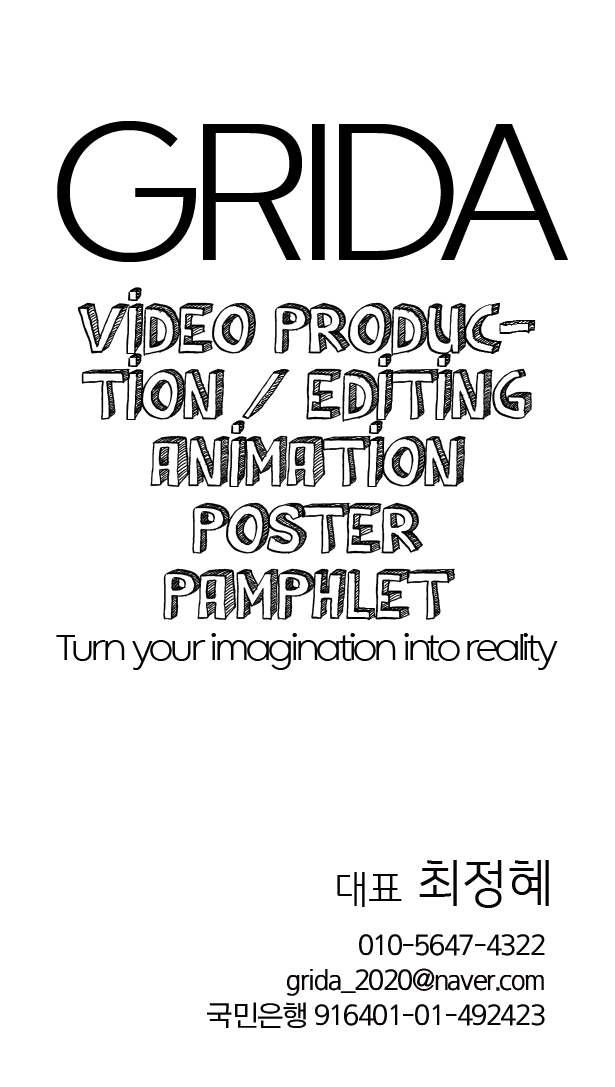 GRIDA
VIDEO PRODUC-
TION / EDITING
ANIMATION
POSTER
PAMPHLET
Turn your imagination into reality
대표 최정혜
010-5647-4322
grida_2020@naver.com
국민은행 916401-01-492423